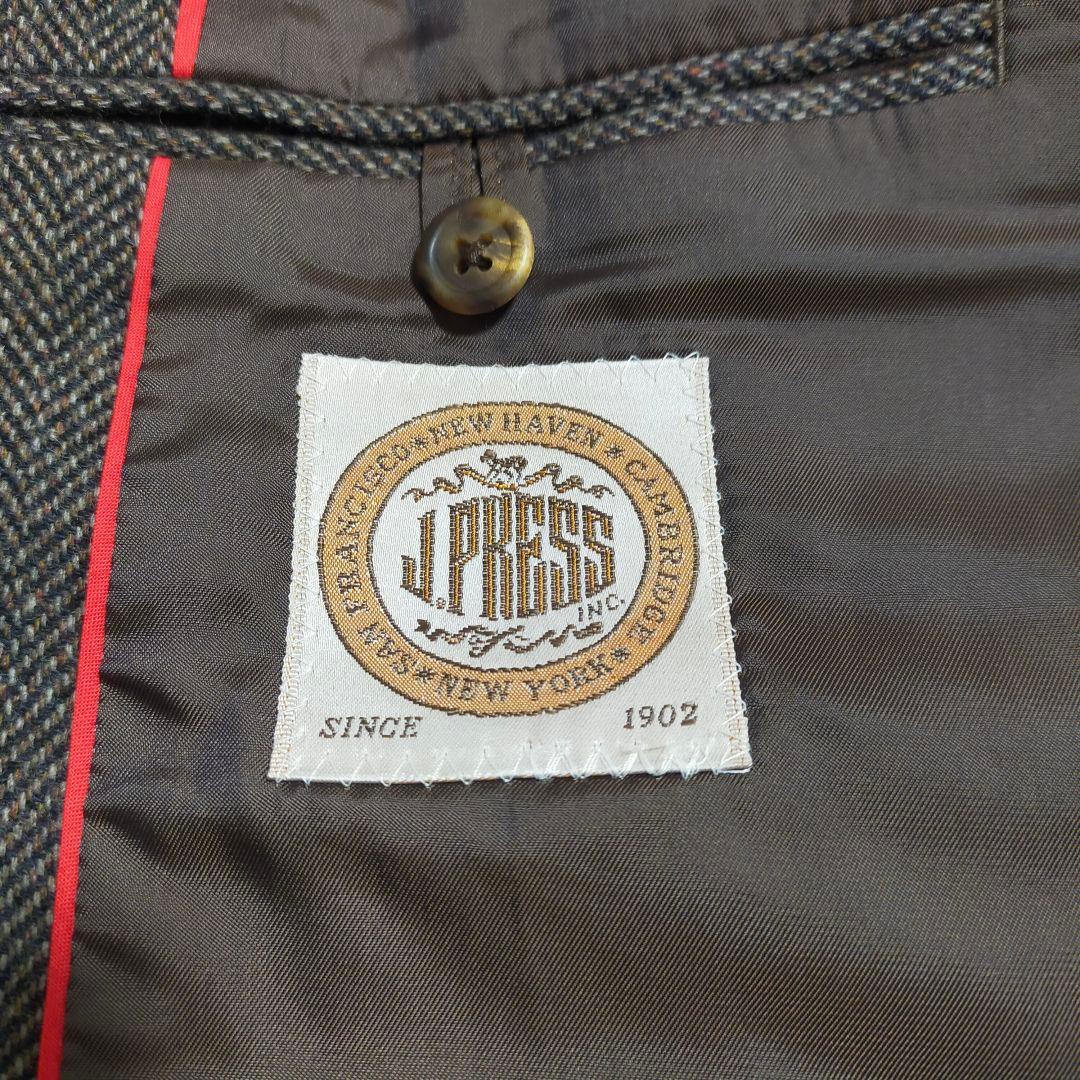 SAN FRANCISCO*NEW HAVEN*CAMBRIDGE*NEW YORK*
J.PRESS
INC.
SINCE 1902